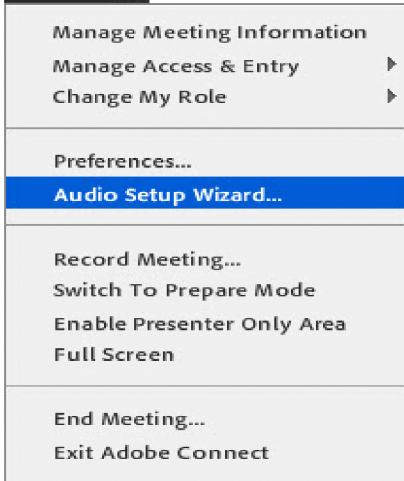 Manage Meeting Information
Manage Access & Entry
Change My Role
Preferences...
Audio Setup Wizard...
Record Meeting...
Switch To Prepare Mode
Enable Presenter Only Area
Full Screen
End Meeting...
Exit Adobe Connect